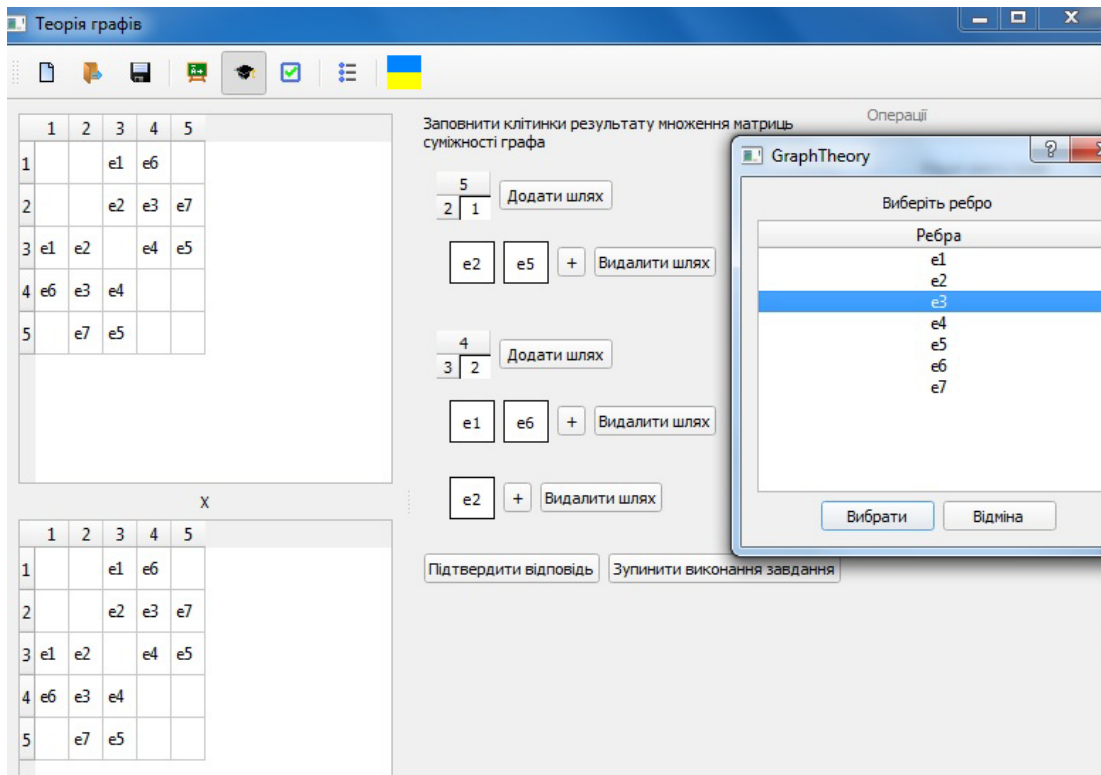 Теорія графів
1 2 3 4 5
1 e1 e6
2 e2 e3 e7
3 e1 e2 e4 e5
4 e6 e3 e4
5 e7 e5
X
1 2 3 4 5
1 e1 e6
2 e2 e3 e7
3 e1 e2 e4 e5
4 e6 e3 e4
5 e7 e5
Заповнити клітинки результату множення матриць
суміжності графа
5
2 1 Додати шлях
e2 e5 + Видалити шлях
4
3 2 Додати шлях
e1 e6 + Видалити шлях
e2 + Видалити шлях
Підтвердити відповідь Зупинити виконання завдання
Операції
GraphTheory
Виберіть ребро
Ребра
e1
e2
e3
e4
e5
e6
e7
Вибрати Відміна